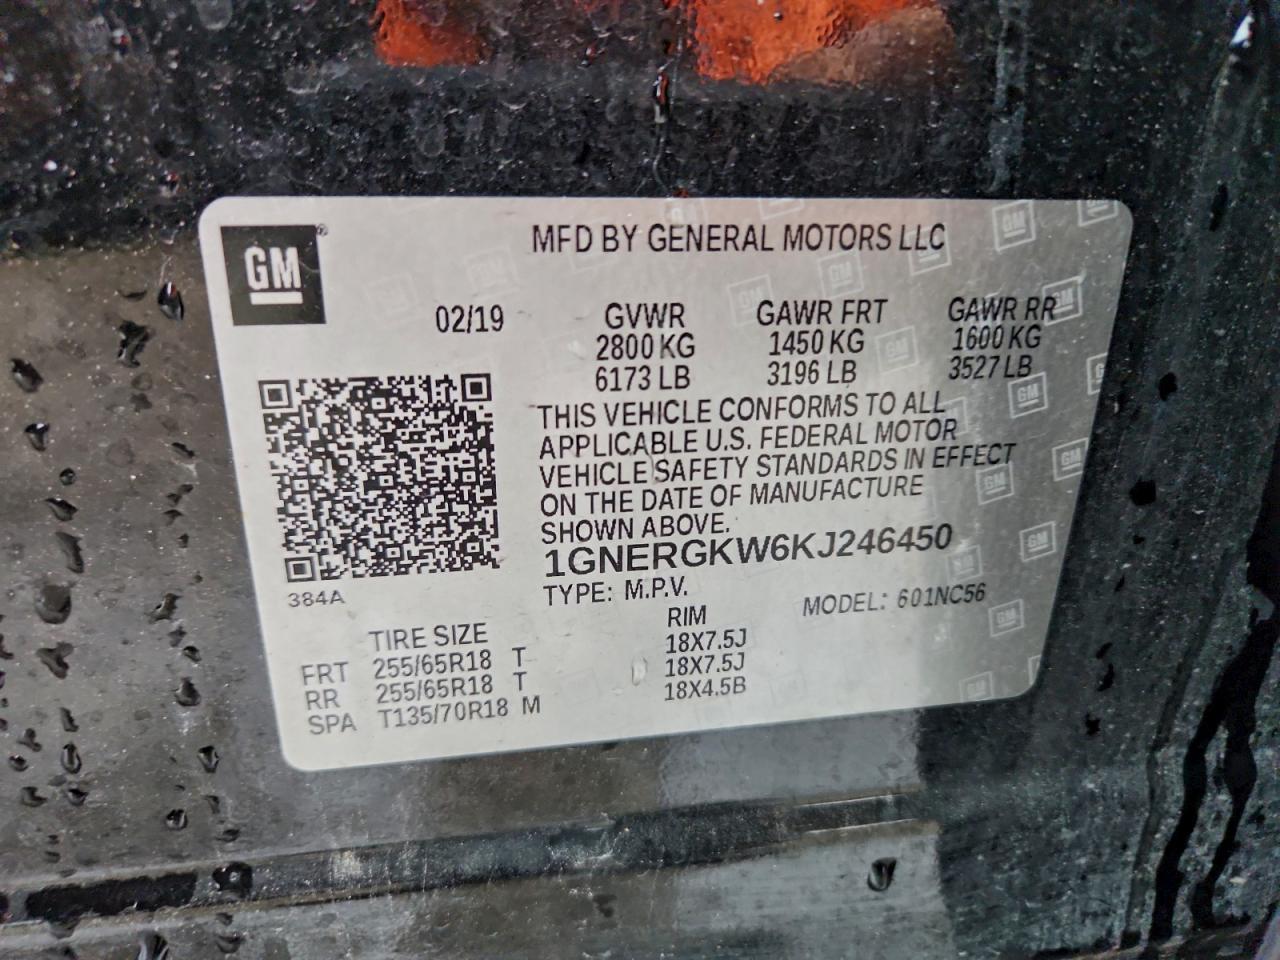 GM®
MFD BY GENERAL MOTORS LLC
02/19 GVWR GAWR FRT GAWR RR
2800 KG 1450 KG 1600 KG
6173 LB 3196 LB 3527 LB
THIS VEHICLE CONFORMS TO ALL
APPLICABLE U.S. FEDERAL MOTOR
VEHICLE SAFETY STANDARDS IN EFFECT
ON THE DATE OF MANUFACTURE
SHOWN ABOVE.
1GNERGKW6KJ246450
TYPE: M.P.V. MODEL: 601NC56
384A
TIRE SIZE RIM
FRT 255/65R18 T 18X7.5J
RR 255/65R18 T 18X7.5J
SPA T135/70R18 M 18X4.5B